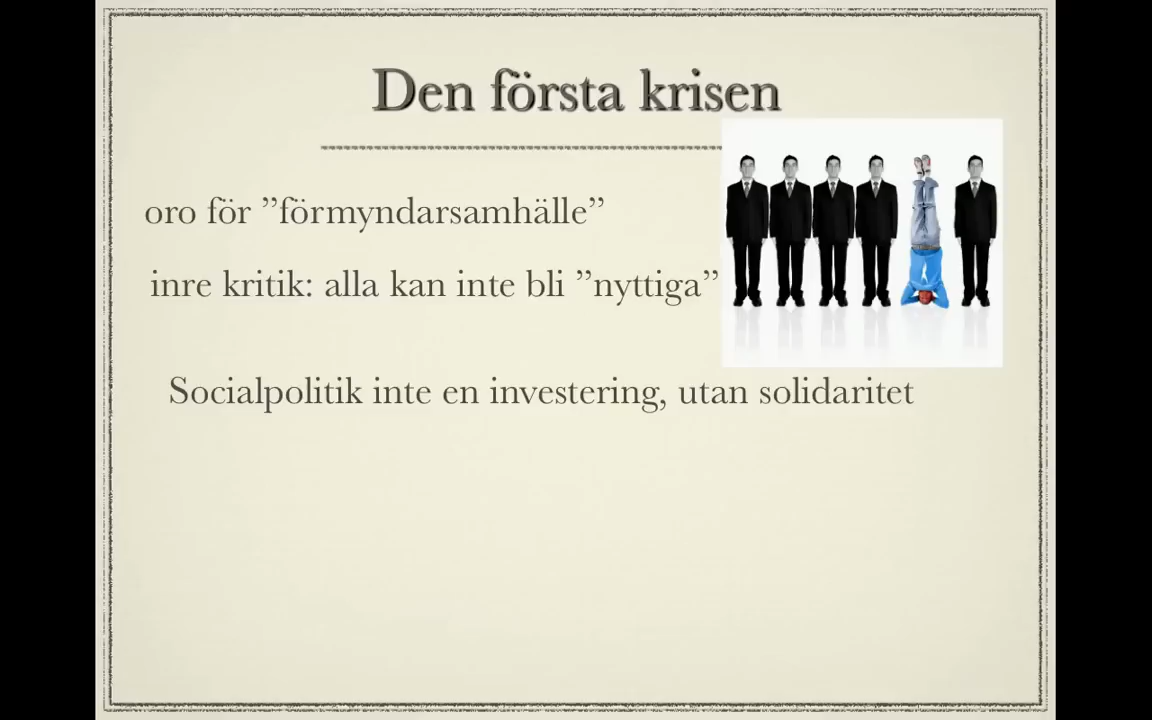 Den första krisen
oro för ”förmyndarsamhälle”
inre kritik: alla kan inte bli ”nyttiga”
Socialpolitik inte en investering, utan solidaritet